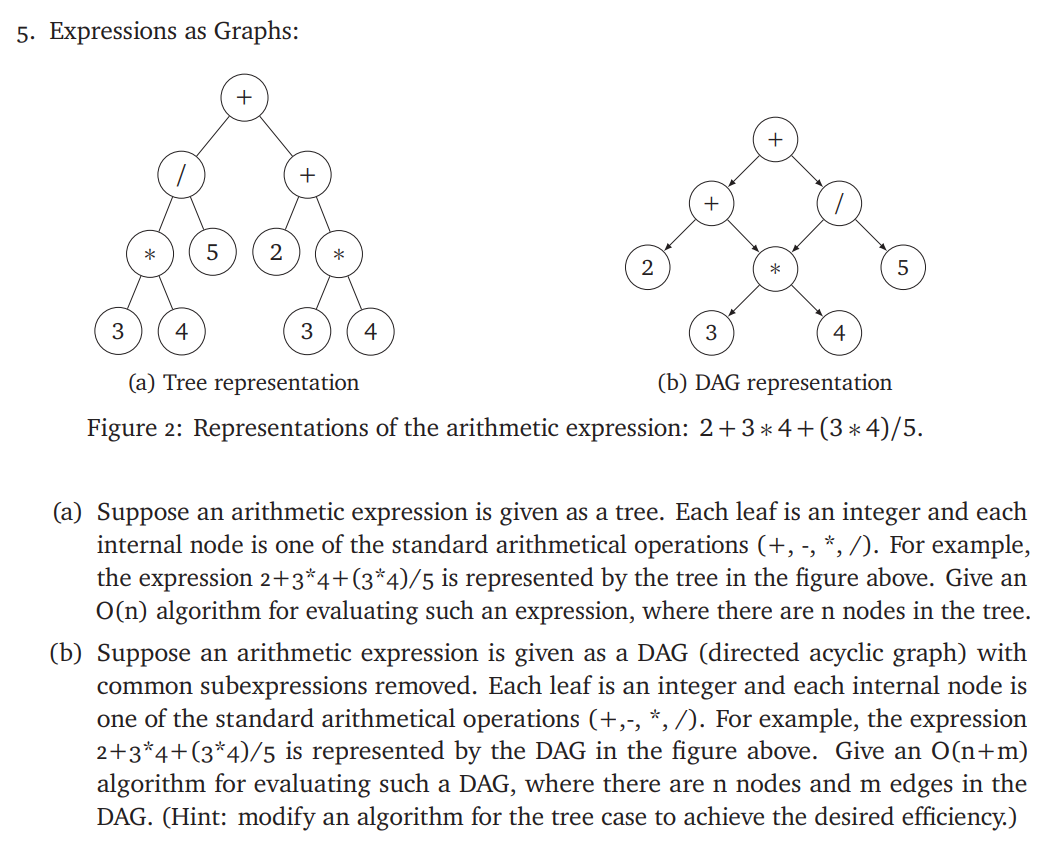 5. Expressions as Graphs:
+
/ +
* 5 2 *
3 4 3 4
(a) Tree representation
+
+ /
2 * 5
3 4
(b) DAG representation
Figure 2: Representations of the arithmetic expression: 2+3∗4+(3∗4)/5.
(a) Suppose an arithmetic expression is given as a tree. Each leaf is an integer and each
internal node is one of the standard arithmetical operations (+, -, *, /). For example,
the expression 2+3*4+(3*4)/5 is represented by the tree in the figure above. Give an
O(n) algorithm for evaluating such an expression, where there are n nodes in the tree.
(b) Suppose an arithmetic expression is given as a DAG (directed acyclic graph) with
common subexpressions removed. Each leaf is an integer and each internal node is
one of the standard arithmetical operations (+,-, *, /). For example, the expression
2+3*4+(3*4)/5 is represented by the DAG in the figure above. Give an O(n+m)
algorithm for evaluating such a DAG, where there are n nodes and m edges in the
DAG. (Hint: modify an algorithm for the tree case to achieve the desired efficiency.)